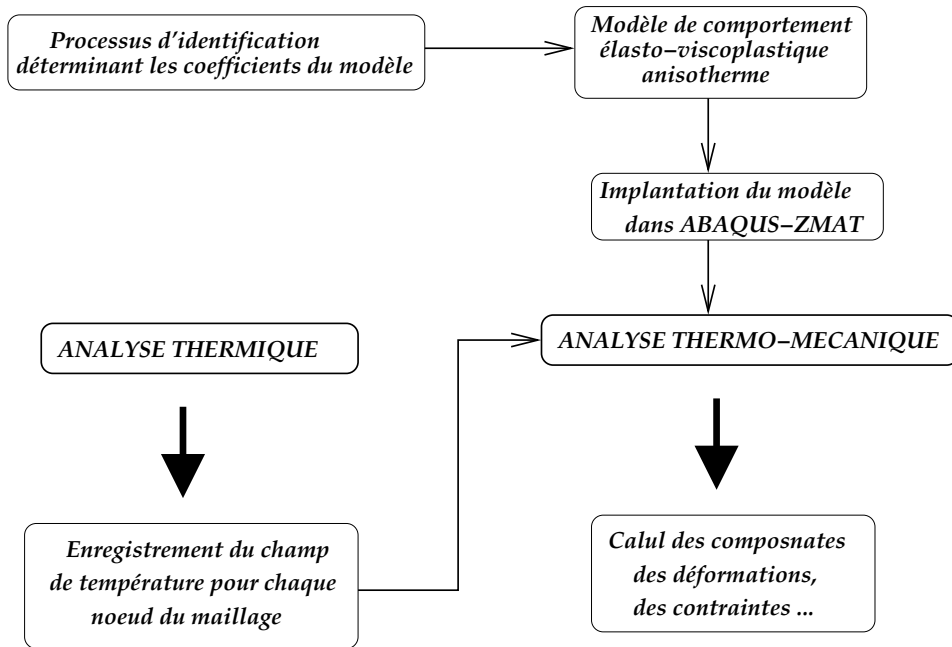 Processus d'identification
déterminant les coefficients du modèle
Modèle de comportement
élasto−viscoplastique
anisotherme
Implantation du modèle
dans ABAQUS−ZMAT
ANALYSE THERMIQUE
ANALYSE THERMO−MECANIQUE
Enregistrement du champ
de température pour chaque
noeud du maillage
Calul des composnates
des déformations,
des contraintes ...